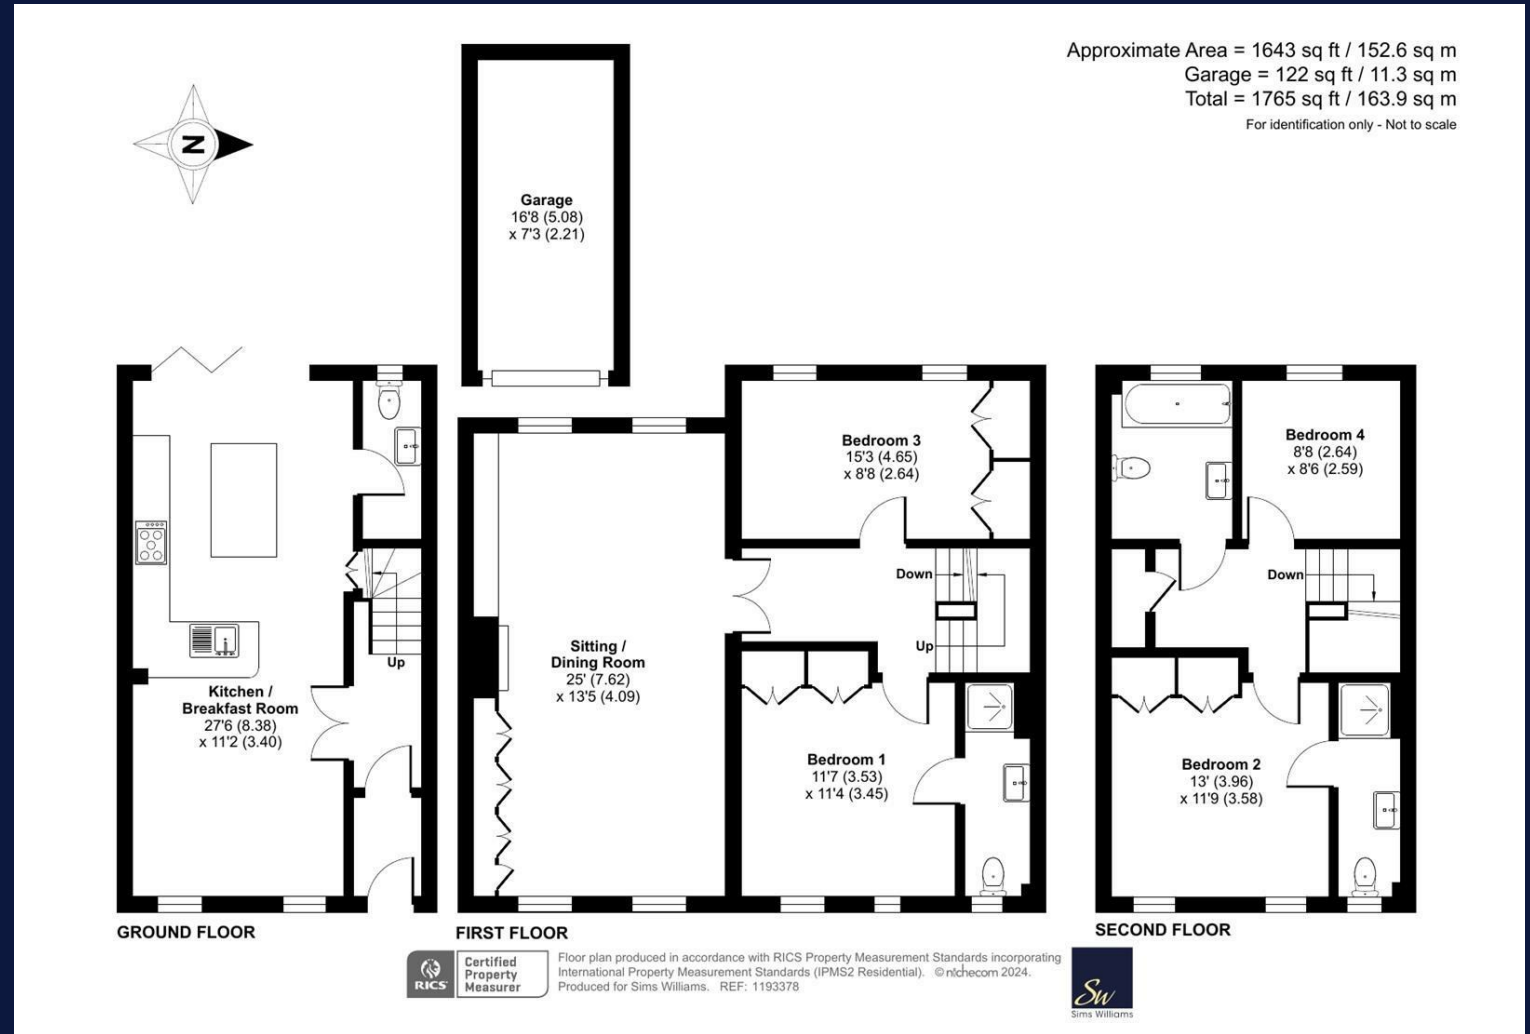 Approximate Area = 1643 sq ft / 152.6 sq m
Garage = 122 sq ft / 11.3 sq m
Total = 1765 sq ft / 163.9 sq m
For identification only - Not to scale
N
Garage
16'8 (5.08)
x 7'3 (2.21)
Kitchen /
Breakfast Room
27'6 (8.38)
x 11'2 (3.40)
Up
GROUND FLOOR
Sitting /
Dining Room
25' (7.62)
x 13'5 (4.09)
Bedroom 3
15'3 (4.65)
x 8'8 (2.64)
Down
Up
Bedroom 1
11'7 (3.53)
x 11'4 (3.45)
FIRST FLOOR
Bedroom 4
8'8 (2.64)
x 8'6 (2.59)
Down
Bedroom 2
13' (3.96)
x 11'9 (3.58)
SECOND FLOOR
RICS
Certified
Property
Measurer
Floor plan produced in accordance with RICS Property Measurement Standards incorporating
International Property Measurement Standards (IPMS2 Residential). © nichecom 2024.
Produced for Sims Williams. REF: 1193378
Sw
Sims Williams